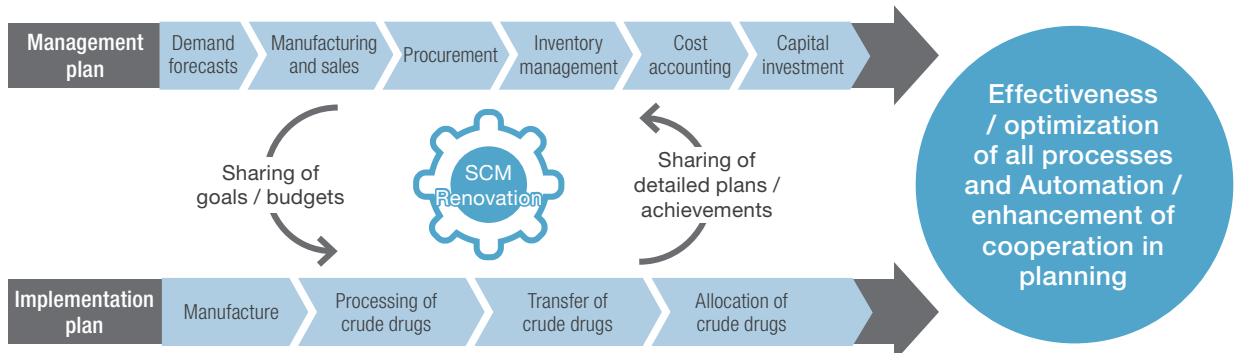 Management
plan
Demand
forecasts
Manufacturing
and sales
Procurement
Inventory
management
Cost
accounting
Capital
investment
Sharing of
goals / budgets
SCM
Renovation
Sharing of
detailed plans /
achievements
Implementation
plan
Manufacture
Processing of
crude drugs
Transfer of
crude drugs
Allocation of
crude drugs
Effectiveness
/ optimization
of all processes
and Automation /
enhancement of
cooperation in
planning